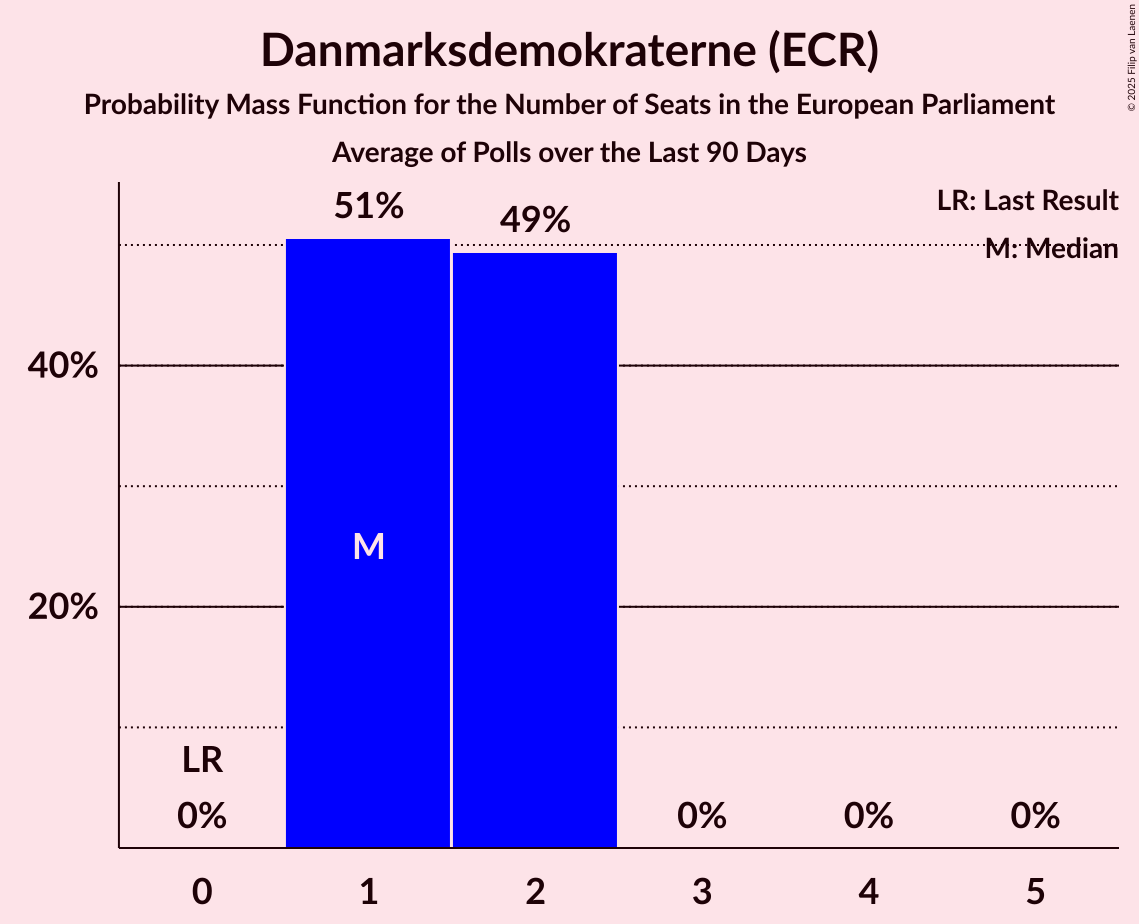 Danmarksdemokraterne (ECR)
Probability Mass Function for the Number of Seats in the European Parliament
Average of Polls over the Last 90 Days
© 2025 Filip van Laenen
LR: Last Result
M: Median
51%
49%
40%
20%
M
LR
0%
0%
0%
0%
0
1
2
3
4
5